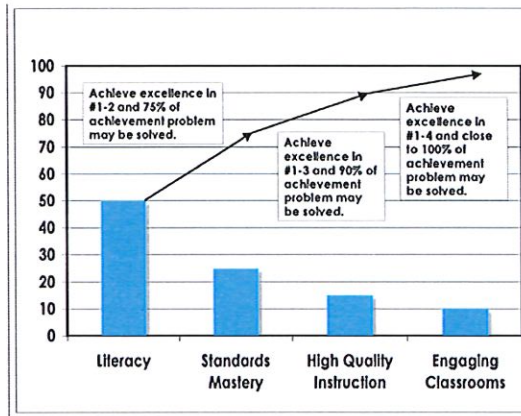 100
90
80
70
60
50
40
30
20
10
0
Achieve excellence in
#1-2 and 75% of
achievement problem
may be solved.
Achieve
excellence in
#1-3 and 90% of
achievement
problem may
be solved.
Achieve
excellence in
#1-4 and close
to 100% of
achievement
problem may
be solved.
Literacy
Standards
Mastery
High Quality
Instruction
Engaging
Classrooms